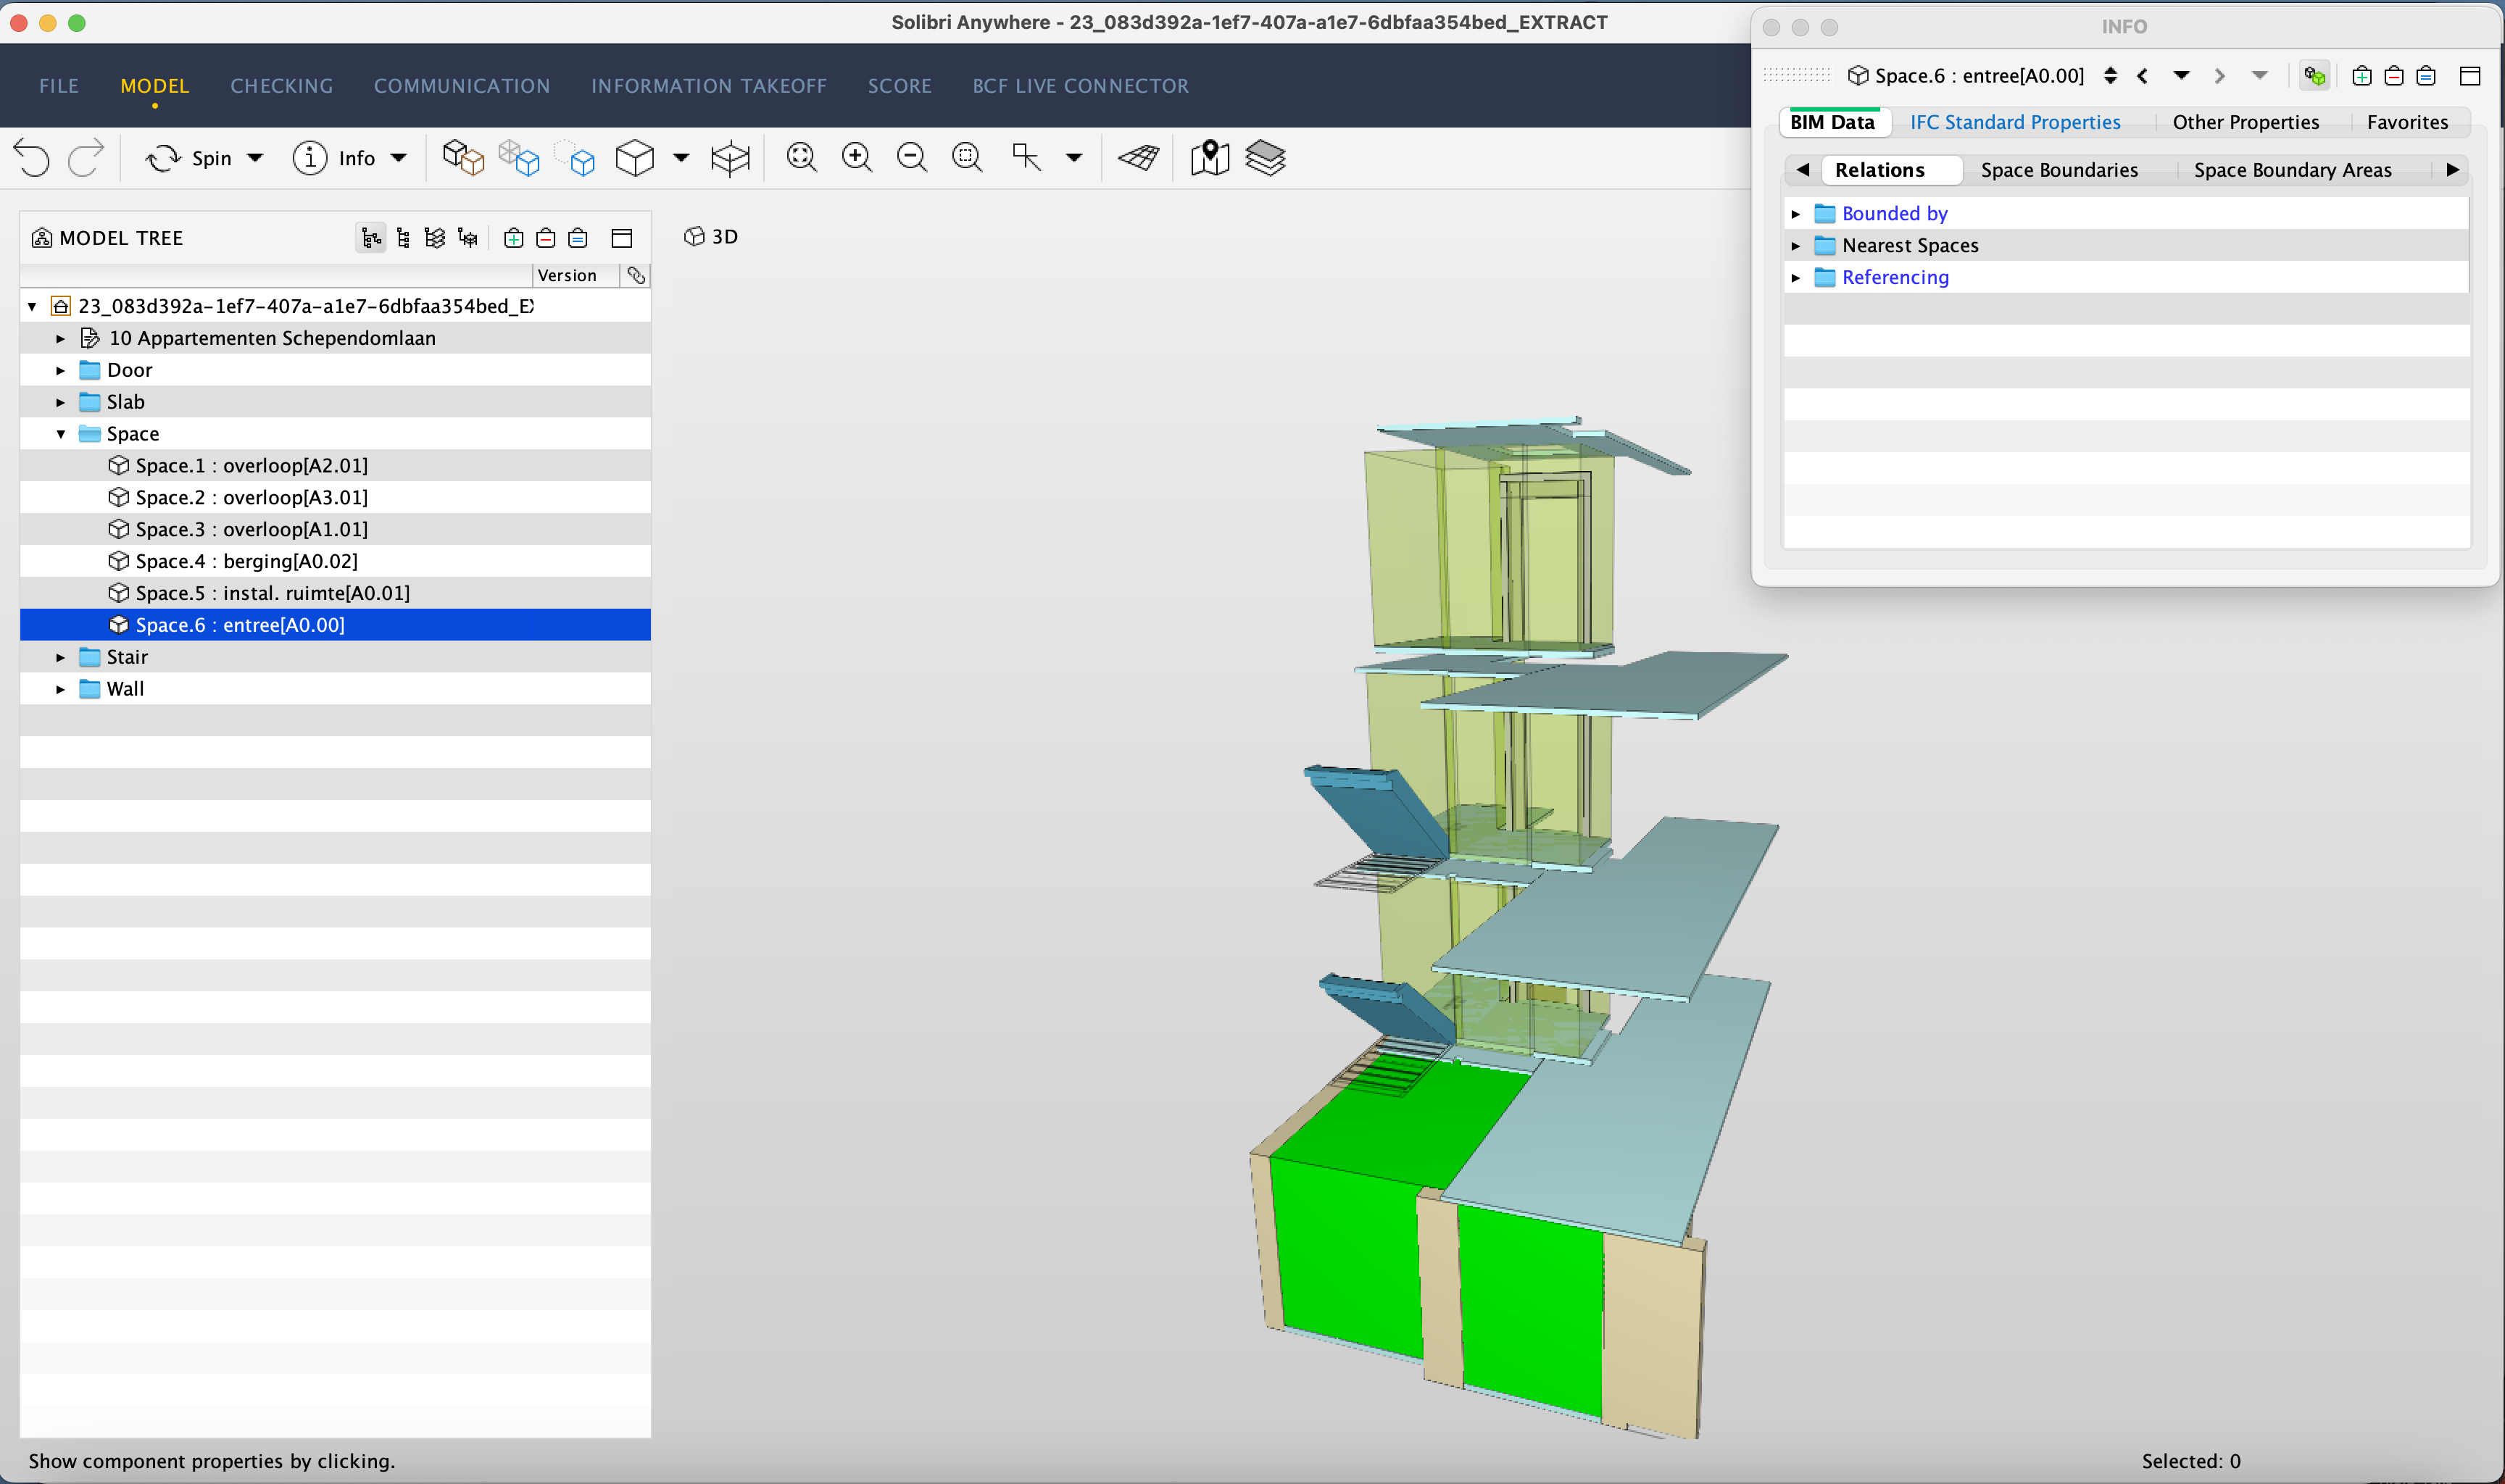 Solibri Anywhere - 23_083d392a-1ef7-407a-a1e7-6dbfaa354bed_EXTRACT
FILE MODEL CHECKING COMMUNICATION INFORMATION TAKEOFF SCORE BCF LIVE CONNECTOR
Spin Info
MODEL TREE
Version
23_083d392a-1ef7-407a-a1e7-6dbfaa354bed_E
10 Appartementen Schependomlaan
Door
Slab
Space
Space.1 : overloop[A2.01]
Space.2 : overloop[A3.01]
Space.3 : overloop[A1.01]
Space.4 : berging[A0.02]
Space.5 : instal. ruimte[A0.01]
Space.6 : entree[A0.00]
Stair
Wall
3D
INFO
Space.6 : entree[A0.00]
BIM Data IFC Standard Properties Other Properties Favorites
Relations Space Boundaries Space Boundary Areas
Bounded by
Nearest Spaces
Referencing
Show component properties by clicking.
Selected: 0